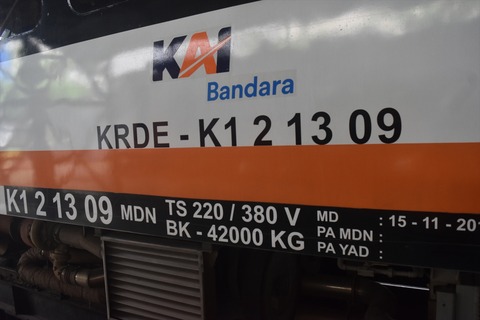 KAI
Bandara
KRDE - K1 2 13 09
K1 2 13 09 MDN
TS 220 / 380 V
BK - 42000 KG
MD : 15 - 11 -
PA MDN :
PA YAD :